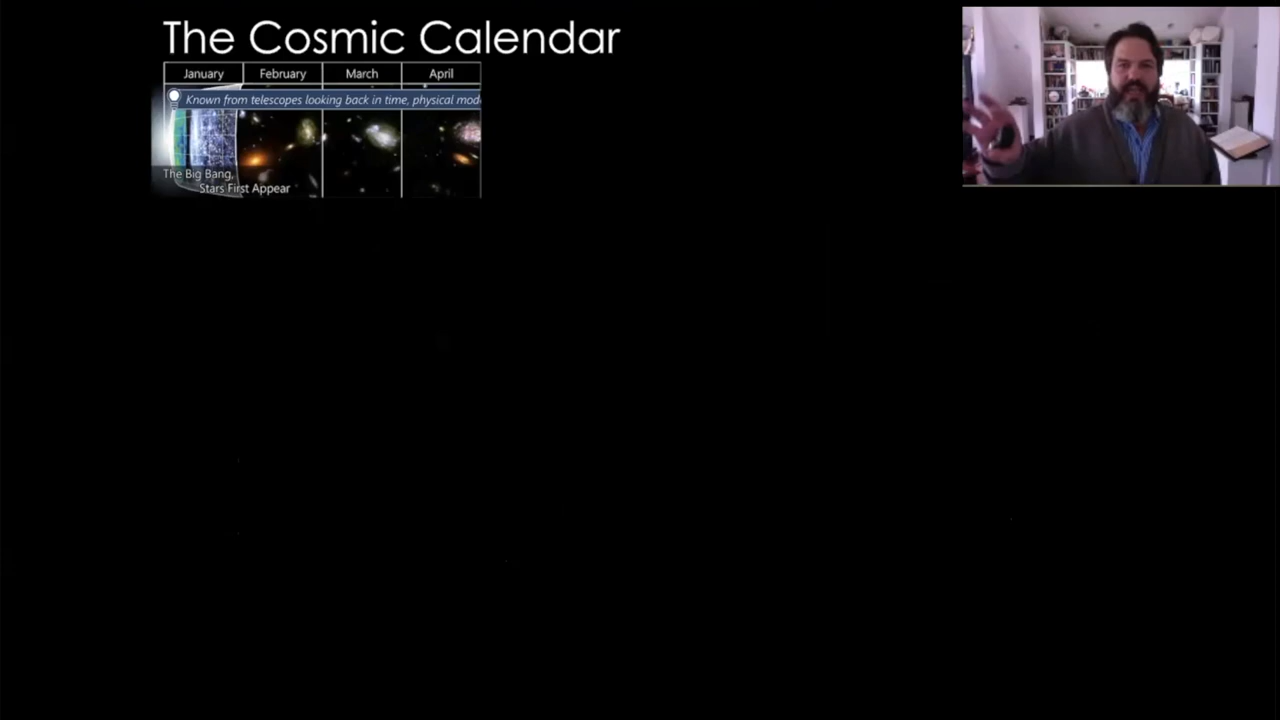 The Cosmic Calendar
January February March April
Known from telescopes looking back in time, physical
The Big Bang,
Stars First Appear